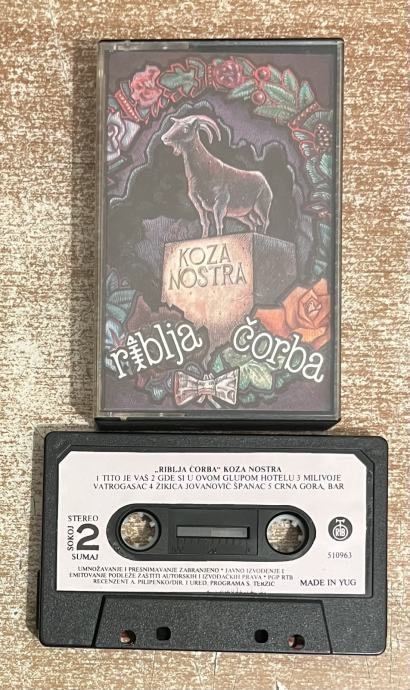 KOZA
NOSTRA
riblja čorba
„RIBLJA ČORBA“ KOZA NOSTRA
1 TITO JE VAŠ 2 GDE SI U OVOM GLUPOM HOTELU 3 MILIVOJE
VATROGASAC 4 ŽIKICA JOVANOVIĆ ŠPANAC 5 CRNA GORA, BAR
SOKOJ
STEREO
2
SUMAJ
RTB
510963
UMNOŽAVANJE I PRESNIMAVANJE ZABRANJENO * JAVNO IZVOĐENJE I
EMITOVANJE PODLEŽE ZAŠTITI AUTORSKIH I IZVOĐAČKIH PRAVA * PGP RTB
RECENZENT A. PILIPENKO/DIR. I URED. PROGRAMA S. TERZIĆ
MADE IN YUG